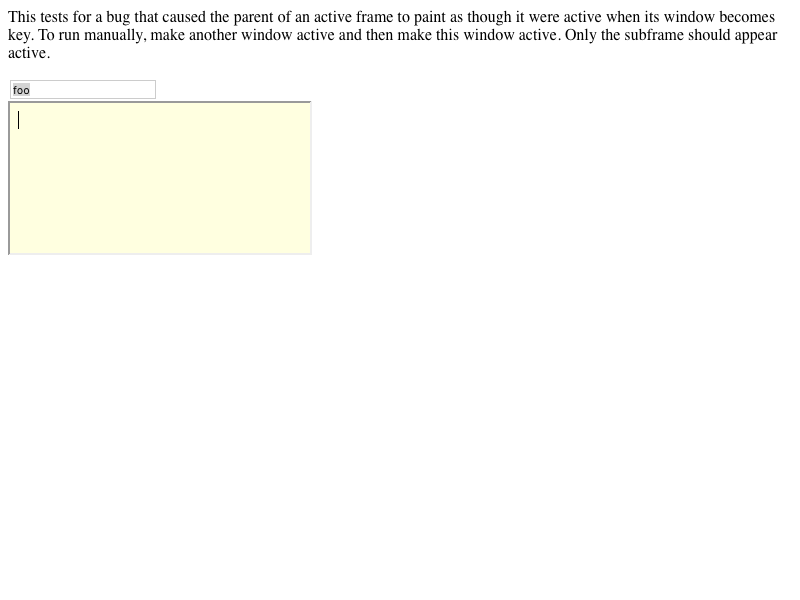 This tests for a bug that caused the parent of an active frame to paint as though it were active when its window becomes
key. To run manually, make another window active and then make this window active. Only the subframe should appear
active.
foo